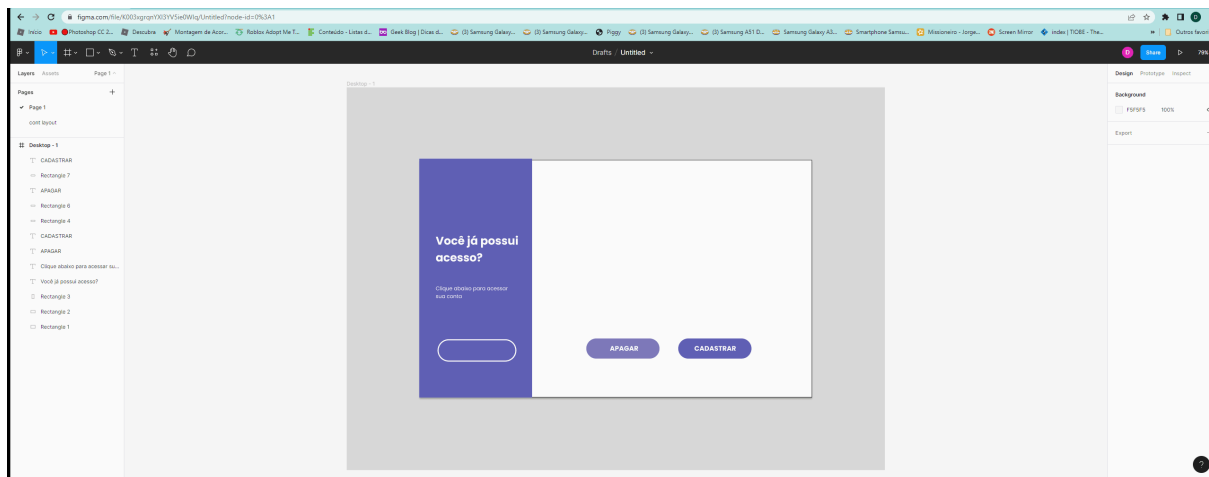 figma.com/file/K003xgrqnYXl3YV5ie0Wlq/Untitled?node-id=0%3A1
Inicio
Photoshop CC 2...
Descubra
Montagem de Acor...
Roblox Adopt Me T...
Conteúdo - Listas d...
Geek Blog | Dicas d...
(3) Samsung Galaxy...
(3) Samsung Galaxy...
Piggy
(3) Samsung Galaxy...
(3) Samsung A51 D...
Samsung Galaxy A5...
Smartphone Samsu...
Missioneiro - Jorge...
Screen Mirror
index | TIOBE - The...
Outros favori
Drafts / Untitled
D
Share
79%
Layers Assets Page 1
Pages
Page 1
cont layout
Desktop - 1
CADASTRAR
Rectangle 7
APAGAR
Rectangle 6
Rectangle 4
CADASTRAR
APAGAR
Clique abaixo para acessar su...
Você já possui acesso?
Rectangle 3
Rectangle 2
Rectangle 1
Desktop - 1
Você já possui
acesso?
Clique abaixo para acessar
sua conta
APAGAR
CADASTRAR
Design Prototype Inspect
Background
F5F5F5 100%
Export
?